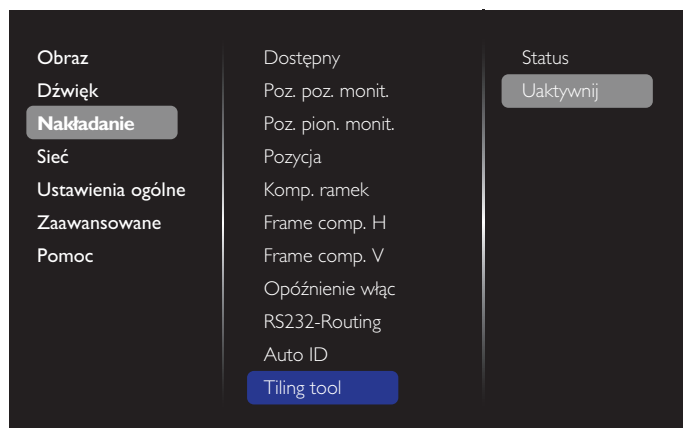 Obraz
Dźwięk
Nakładanie
Sieć
Ustawienia ogólne
Zaawansowane
Pomoc
Dostępny
Poz. poz. monit.
Poz. pion. monit.
Pozycja
Komp. ramek
Frame comp. H
Frame comp. V
Opóźnienie włąc
RS232-Routing
Auto ID
Tiling tool
Status
Uaktywnij